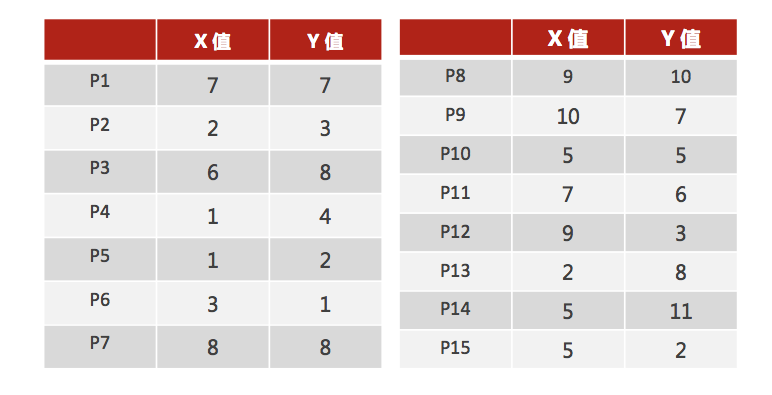 X 值 Y 值
P1 7 7
P2 2 3
P3 6 8
P4 1 4
P5 1 2
P6 3 1
P7 8 8
X 值 Y 值
P8 9 10
P9 10 7
P10 5 5
P11 7 6
P12 9 3
P13 2 8
P14 5 11
P15 5 2